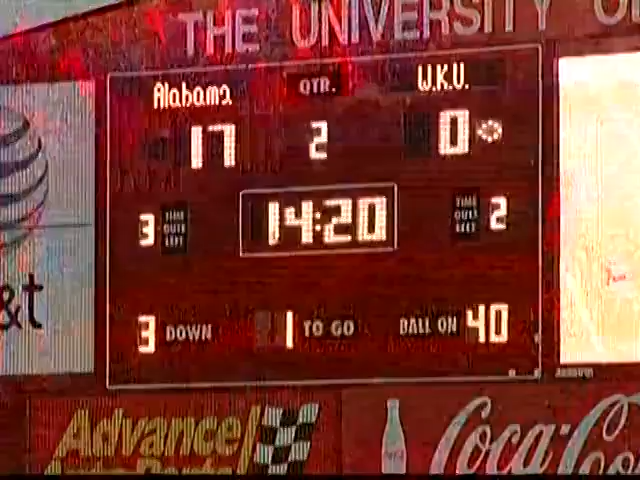 THE UNIVERSITY O
Alabama QTR. W.K.U.
17 2 0
3 TIME OUTS LEFT 14:20 TIME OUTS LEFT 2
3 DOWN 1 TO GO BALL ON 40
&t
Advance
Coca-C